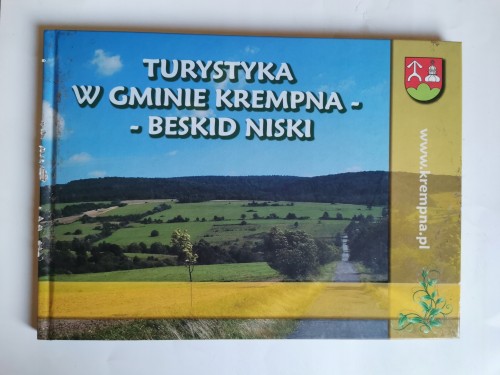 TURYSTYKA
W GMINIE KREMPNA -
- BESKID NISKI
www.krempna.pl